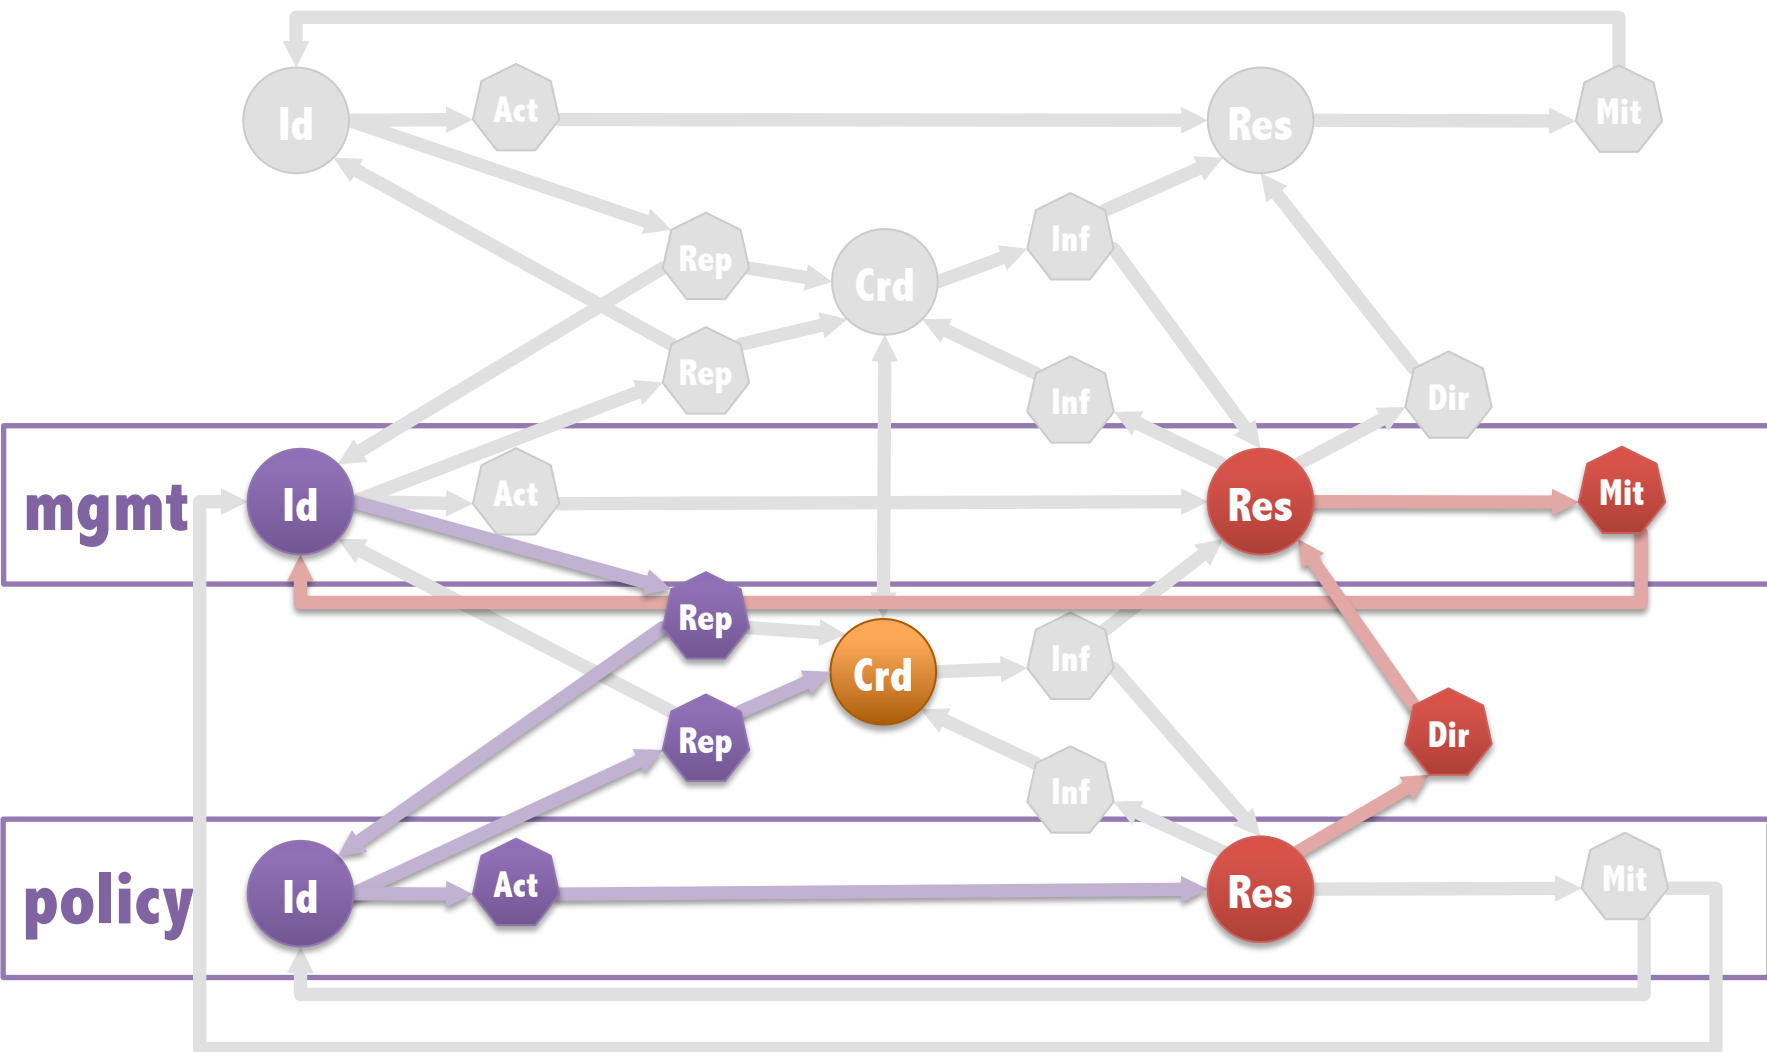 Id
Act
Res
Mit
Rep
Inf
Crd
Rep
Inf
Dir
mgmt
Id
Act
Res
Mit
Rep
Crd
Inf
Rep
Dir
Inf
policy
Id
Act
Res
Mit